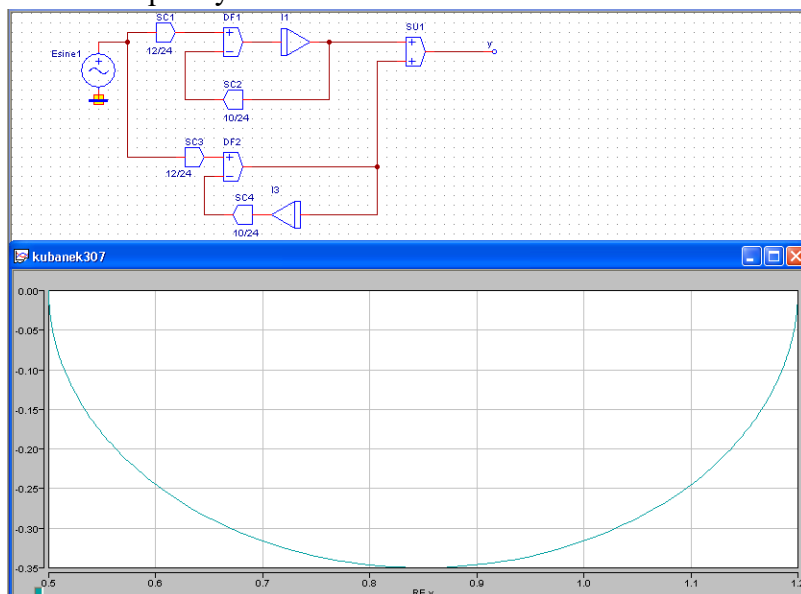 SC1 DF1 I1 SU1
Esine1 12/24 y
SC2
10/24
SC3 DF2
12/24 I3
SC4
10/24
kubanek307
0.00
-0.05
-0.10
-0.15
-0.20
-0.25
-0.30
-0.35
0.5 0.6 0.7 0.8 0.9 1.0 1.1 1.2